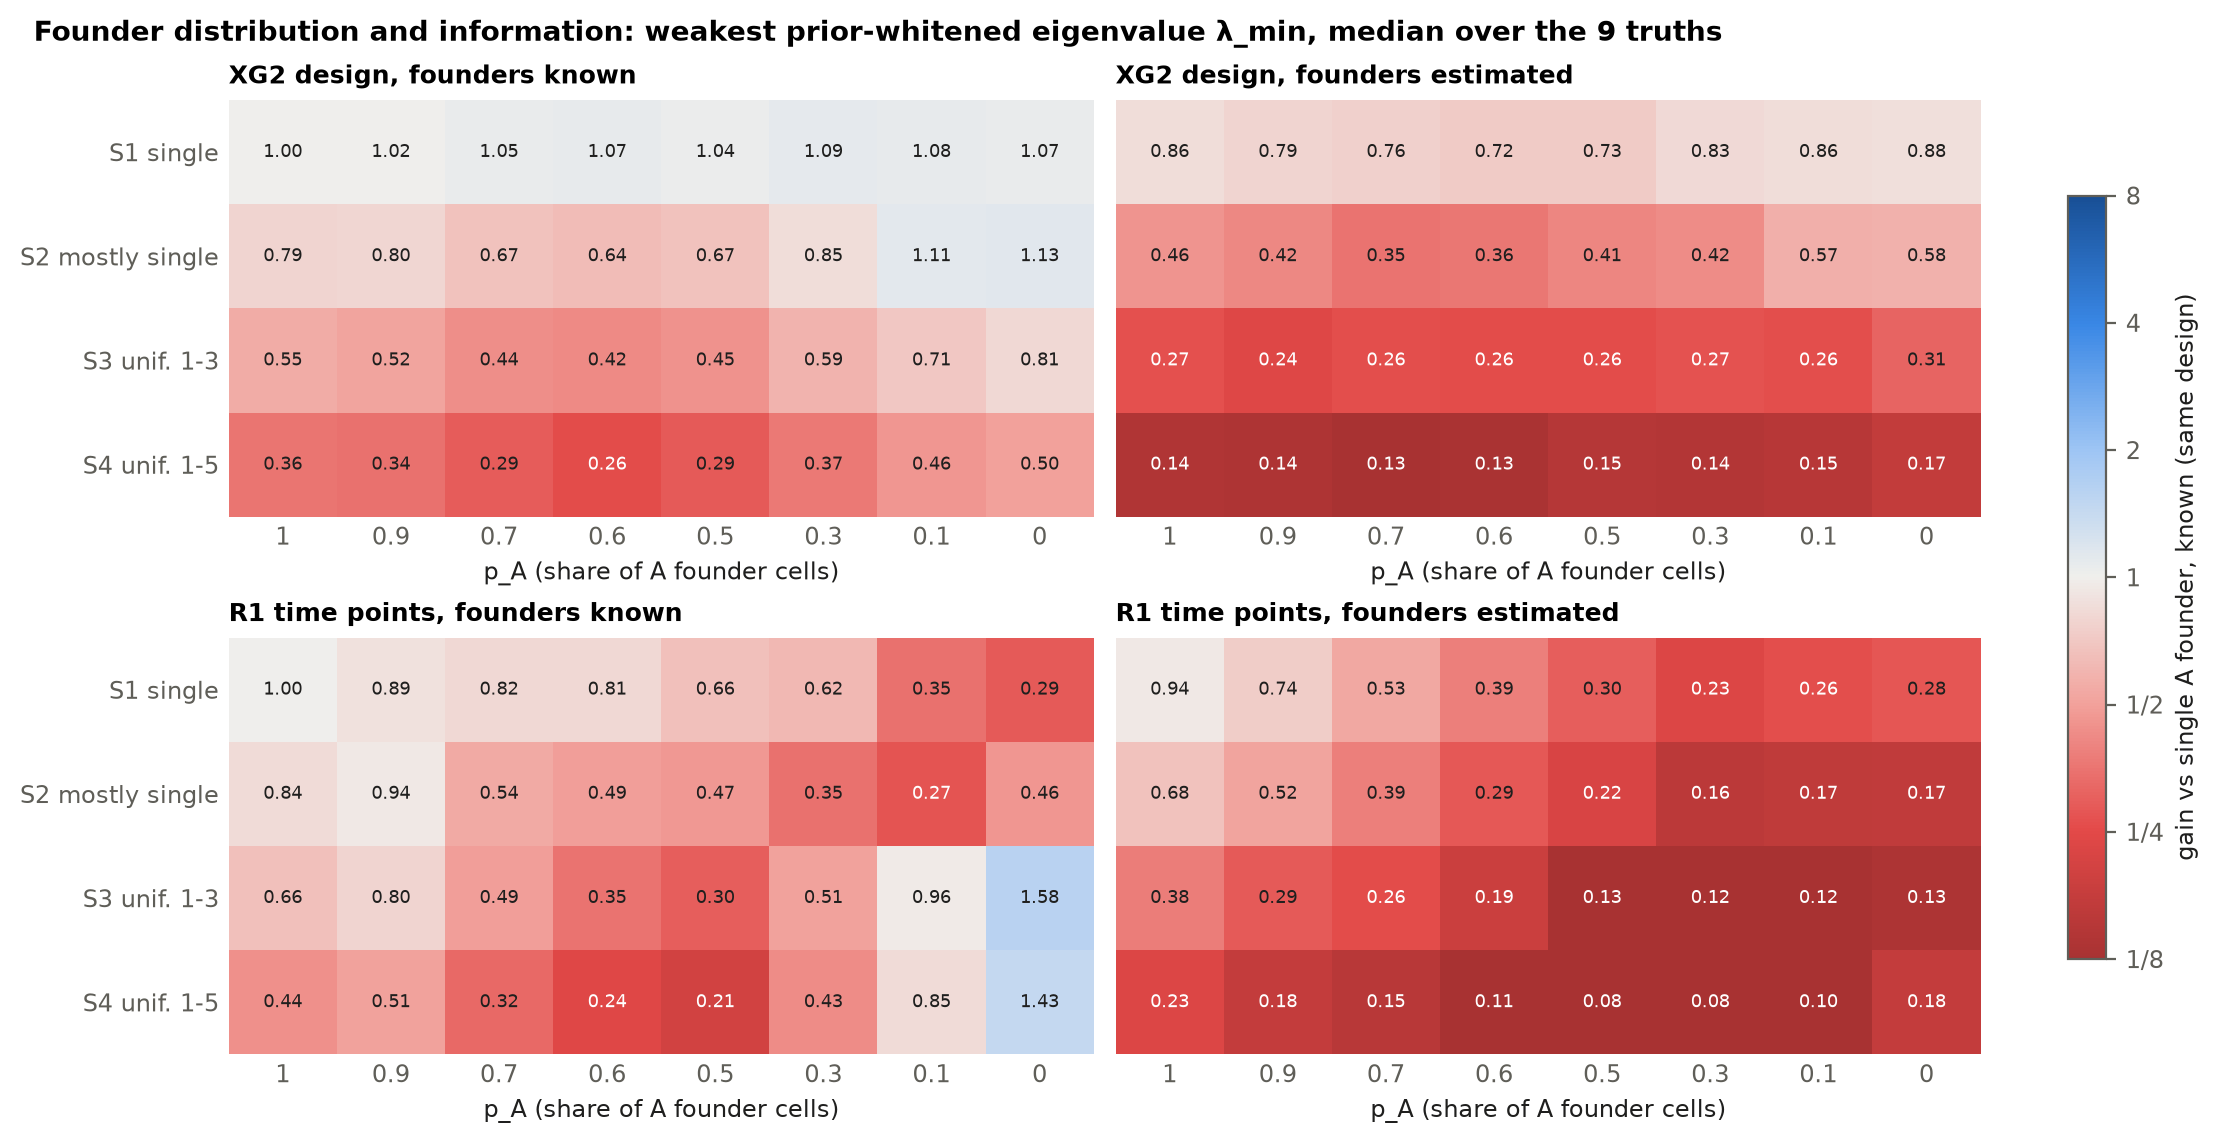 Founder distribution and information: weakest prior-whitened eigenvalue λ_min, median over the 9 truths
XG2 design, founders known
S1 single 1.00 1.02 1.05 1.07 1.04 1.09 1.08 1.07
S2 mostly single 0.79 0.80 0.67 0.64 0.67 0.85 1.11 1.13
S3 unif. 1-3 0.55 0.52 0.44 0.42 0.45 0.59 0.71 0.81
S4 unif. 1-5 0.36 0.34 0.29 0.26 0.29 0.37 0.46 0.50
1 0.9 0.7 0.6 0.5 0.3 0.1 0
p_A (share of A founder cells)
XG2 design, founders estimated
0.86 0.79 0.76 0.72 0.73 0.83 0.86 0.88
0.46 0.42 0.35 0.36 0.41 0.42 0.57 0.58
0.27 0.24 0.26 0.26 0.26 0.27 0.26 0.31
0.14 0.14 0.13 0.13 0.15 0.14 0.15 0.17
1 0.9 0.7 0.6 0.5 0.3 0.1 0
p_A (share of A founder cells)
R1 time points, founders known
S1 single 1.00 0.89 0.82 0.81 0.66 0.62 0.35 0.29
S2 mostly single 0.84 0.94 0.54 0.49 0.47 0.35 0.27 0.46
S3 unif. 1-3 0.66 0.80 0.49 0.35 0.30 0.51 0.96 1.58
S4 unif. 1-5 0.44 0.51 0.32 0.24 0.21 0.43 0.85 1.43
1 0.9 0.7 0.6 0.5 0.3 0.1 0
p_A (share of A founder cells)
R1 time points, founders estimated
0.94 0.74 0.53 0.39 0.30 0.23 0.26 0.28
0.68 0.52 0.39 0.29 0.22 0.16 0.17 0.17
0.38 0.29 0.26 0.19 0.13 0.12 0.12 0.13
0.23 0.18 0.15 0.11 0.08 0.08 0.10 0.18
1 0.9 0.7 0.6 0.5 0.3 0.1 0
p_A (share of A founder cells)
8
4
2
1
1/2
1/4
1/8
gain vs single A founder, known (same design)